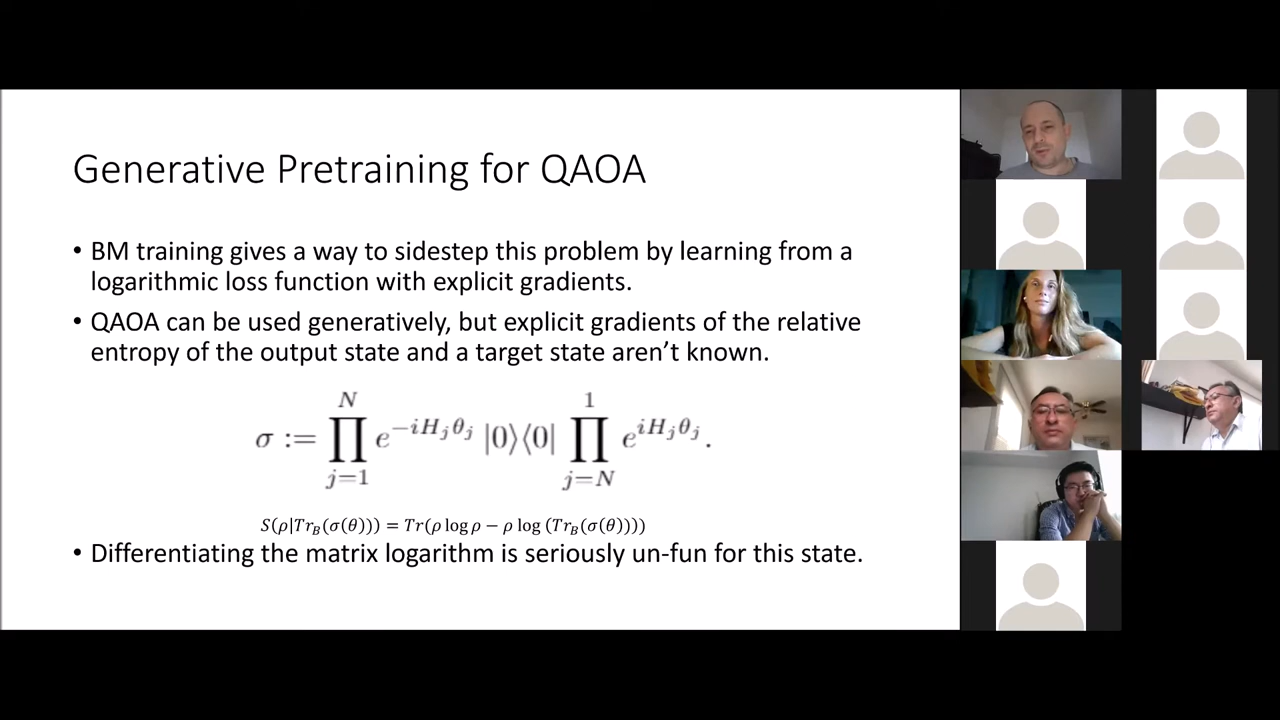 Generative Pretraining for QAOA
• BM training gives a way to sidestep this problem by learning from a
logarithmic loss function with explicit gradients.
• QAOA can be used generatively, but explicit gradients of the relative
entropy of the output state and a target state aren't known.
σ := ∏_{j=1}^{N} e^{-iH_jθ_j} |0⟩⟨0| ∏_{j=N}^{1} e^{iH_jθ_j}.
S(ρ|Tr_B(σ(θ))) = Tr(ρ log ρ − ρ log (Tr_B(σ(θ))))
• Differentiating the matrix logarithm is seriously un-fun for this state.